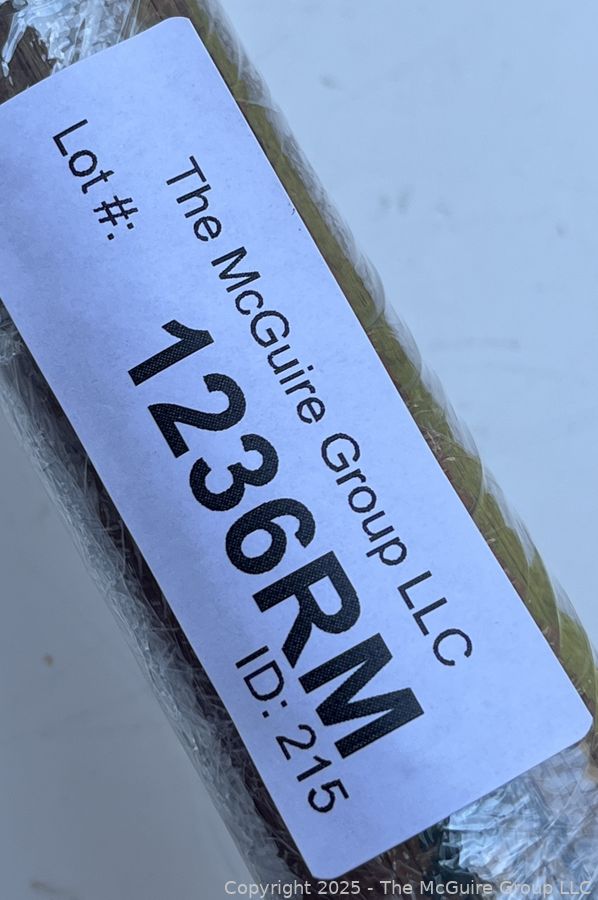 The McGuire Group LLC
Lot #:
1236RM
ID: 215
Copyright 2025 - The McGuire Group LLC